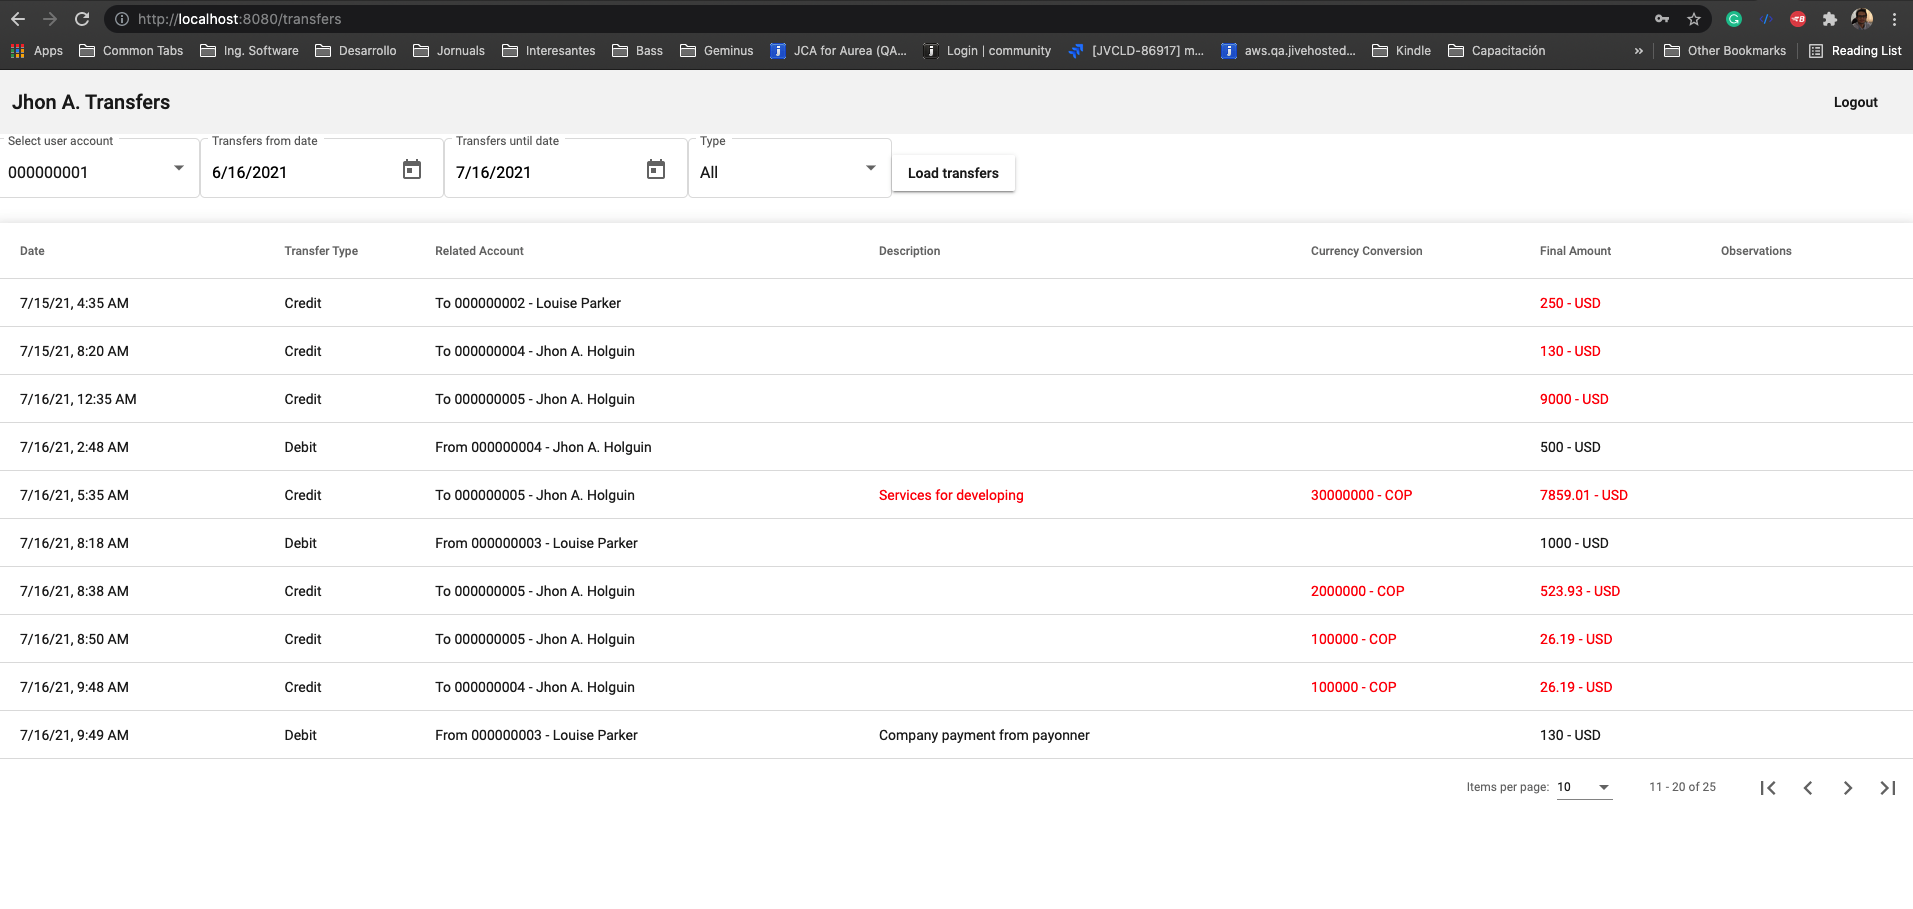 http://localhost:8080/transfers
Apps Common Tabs Ing. Software Desarrollo Jornuals Interesantes Bass Geminus JCA for Aurea (QA... Login | community [JVCLD-86917] m... aws.qa.jivehosted... Kindle Capacitación » Other Bookmarks Reading List
Jhon A. Transfers Logout
Select user account Transfers from date Transfers until date Type
000000001 6/16/2021 7/16/2021 All Load transfers
Date Transfer Type Related Account Description Currency Conversion Final Amount Observations
7/15/21, 4:35 AM Credit To 000000002 - Louise Parker 250 - USD
7/15/21, 8:20 AM Credit To 000000004 - Jhon A. Holguin 130 - USD
7/16/21, 12:35 AM Credit To 000000005 - Jhon A. Holguin 9000 - USD
7/16/21, 2:48 AM Debit From 000000004 - Jhon A. Holguin 500 - USD
7/16/21, 5:35 AM Credit To 000000005 - Jhon A. Holguin Services for developing 30000000 - COP 7859.01 - USD
7/16/21, 8:18 AM Debit From 000000003 - Louise Parker 1000 - USD
7/16/21, 8:38 AM Credit To 000000005 - Jhon A. Holguin 2000000 - COP 523.93 - USD
7/16/21, 8:50 AM Credit To 000000005 - Jhon A. Holguin 100000 - COP 26.19 - USD
7/16/21, 9:48 AM Credit To 000000004 - Jhon A. Holguin 100000 - COP 26.19 - USD
7/16/21, 9:49 AM Debit From 000000003 - Louise Parker Company payment from payonner 130 - USD
Items per page: 10 11 - 20 of 25